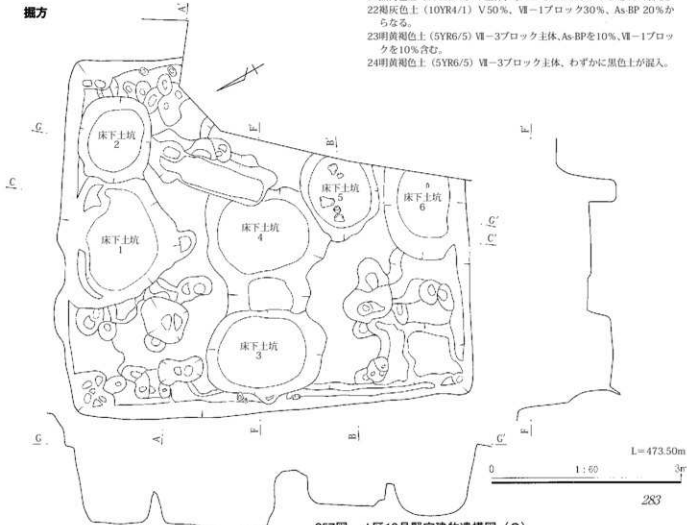 掘方
22褐灰色土（10YR4/1）Ⅴ50%、Ⅶ－1ブロック30%、As-BP 20%か
らなる。
23明黄褐色土（5YR6/5）Ⅶ－3ブロック主体、As-BPを10%、Ⅶ－1ブロッ
クを10%含む。
24明黄褐色土（5YR6/5）Ⅶ－3ブロック主体、わずかに黒色土が混入。
A'
G
F'
B'
F'
床下土坑
2
C
床下土坑
5
床下土坑
6
床下土坑
1
床下土坑
4
G'
C'
床下土坑
3
G
A
F
B
G'
F
L=473.50m
0
1：60
3m
283